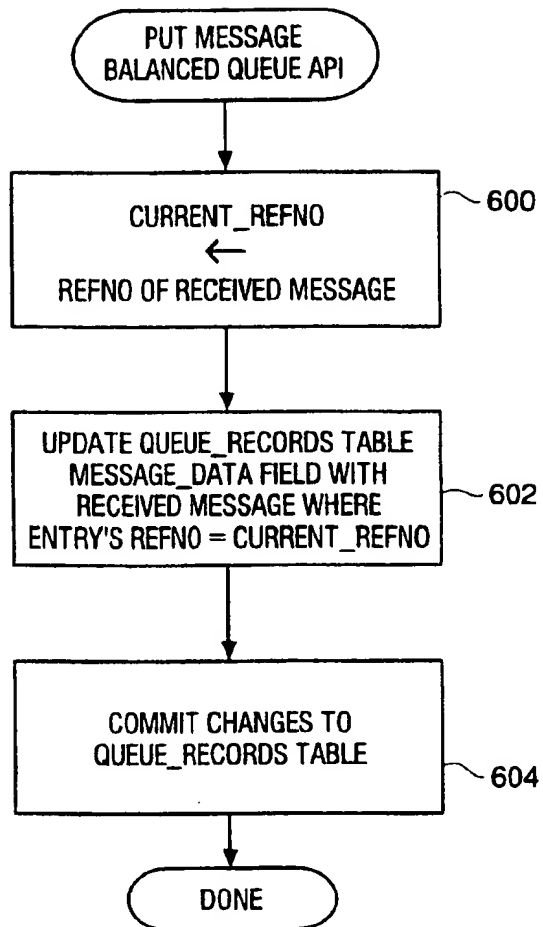 PUT MESSAGE
BALANCED QUEUE API
CURRENT_REFNO
←
REFNO OF RECEIVED MESSAGE
600
UPDATE QUEUE_RECORDS TABLE
MESSAGE_DATA FIELD WITH
RECEIVED MESSAGE WHERE
ENTRY'S REFNO = CURRENT_REFNO
602
COMMIT CHANGES TO
QUEUE_RECORDS TABLE
604
DONE